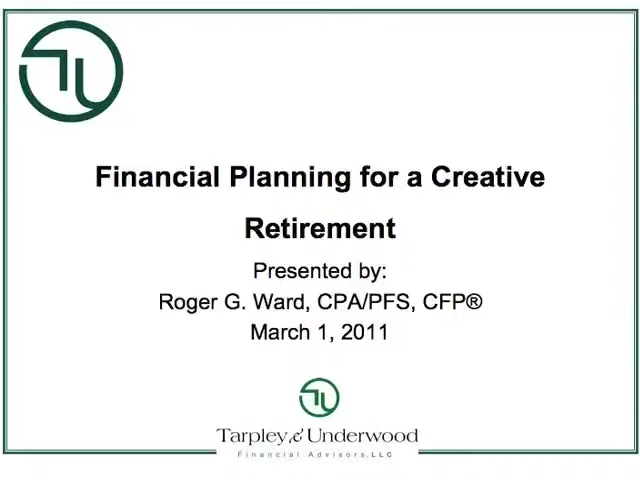 Financial Planning for a Creative
Retirement
Presented by:
Roger G. Ward, CPA/PFS, CFP®
March 1, 2011
Tarpley & Underwood
Financial Advisors, LLC